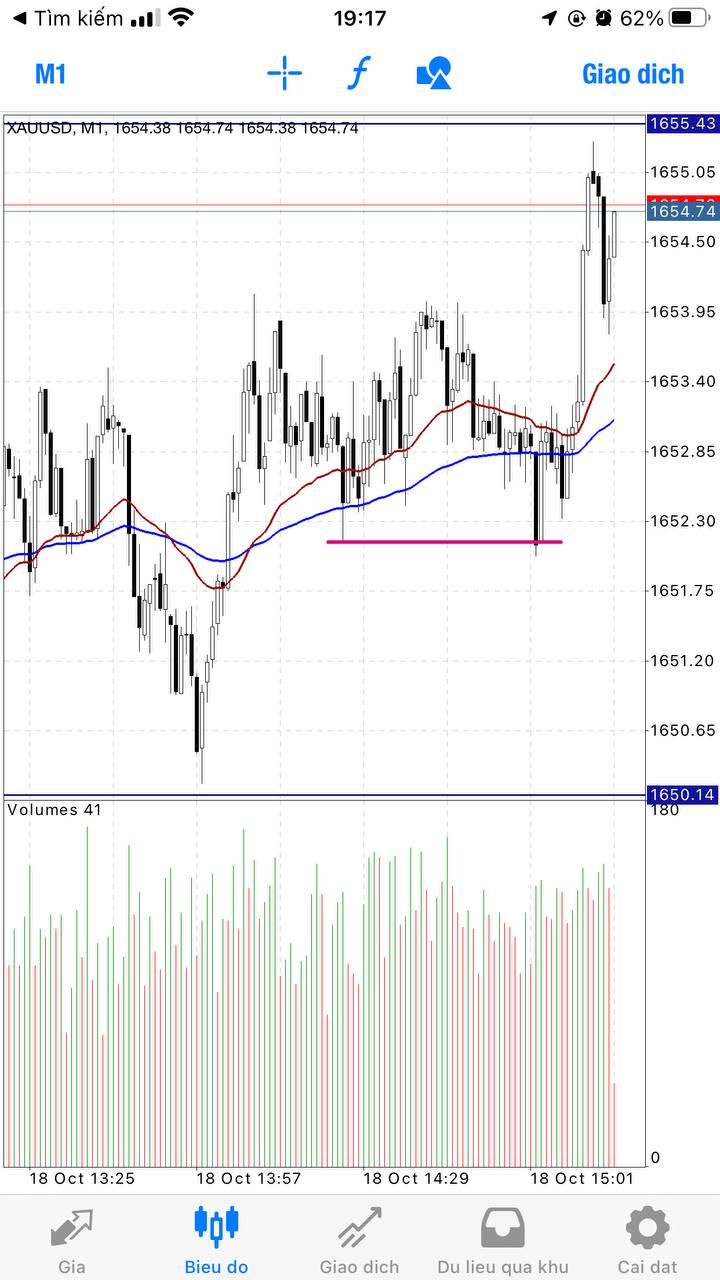 Tìm kiếm 19:17 62%
M1 f Giao dich
XAUUSD, M1, 1654.38 1654.74 1654.38 1654.74
1655.43
1655.05
1654.74
1654.50
1653.95
1653.40
1652.85
1652.30
1651.75
1651.20
1650.65
1650.14
Volumes 41
180
0
18 Oct 13:25 18 Oct 13:57 18 Oct 14:29 18 Oct 15:01
Gia Bieu do Giao dich Du lieu qua khu Cai dat